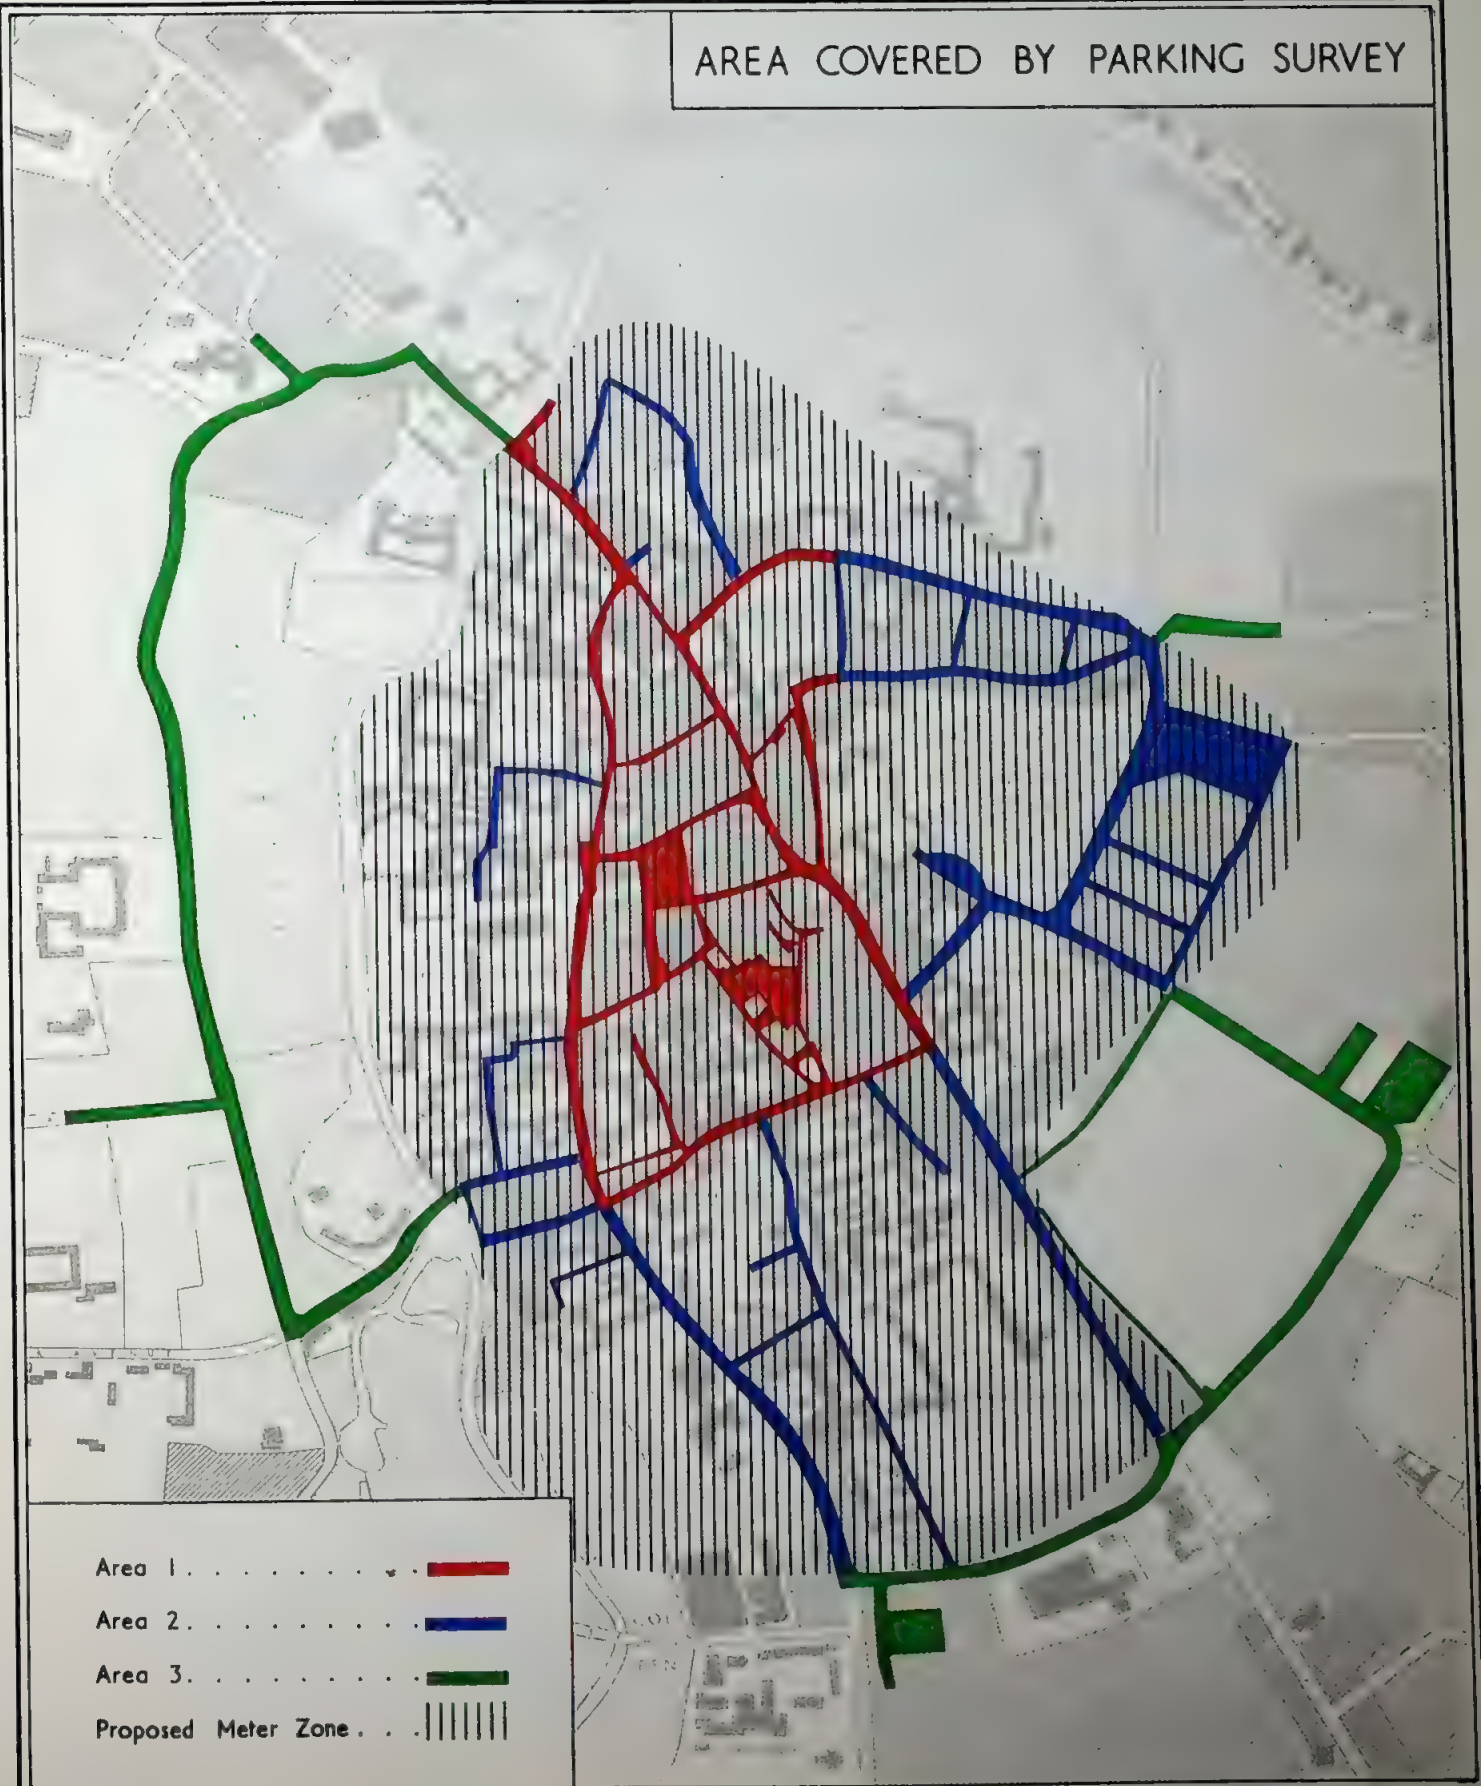 AREA COVERED BY PARKING SURVEY
Area 1. . . . . . . . . . .
Area 2. . . . . . . . . .
Area 3. . . . . . . . . .
Proposed Meter Zone . . .